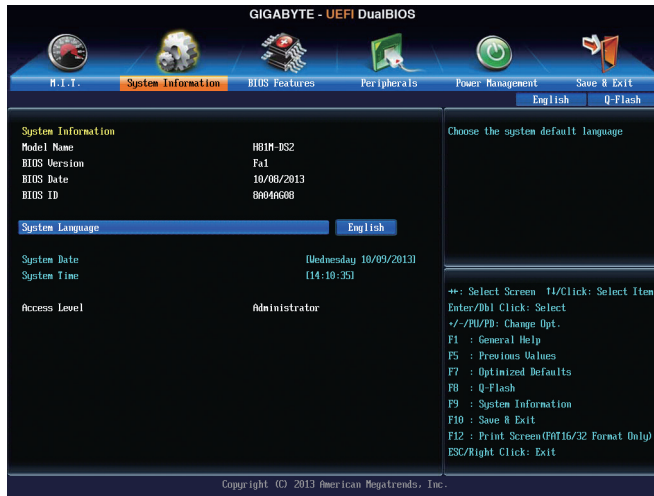 GIGABYTE - UEFI DualBIOS
M.I.T.
System Information
BIOS Features
Peripherals
Power Management
Save & Exit
English
Q-Flash
System Information
Model Name H81M-DS2
BIOS Version Fa1
BIOS Date 10/08/2013
BIOS ID 8A04AG08
System Language English
System Date [Wednesday 10/09/2013]
System Time [14:10:35]
Access Level Administrator
Choose the system default language
→←: Select Screen ↑↓/Click: Select Item
Enter/Dbl Click: Select
+/-/PU/PD: Change Opt.
F1 : General Help
F5 : Previous Values
F7 : Optimized Defaults
F8 : Q-Flash
F9 : System Information
F10 : Save & Exit
F12 : Print Screen(FAT16/32 Format Only)
ESC/Right Click: Exit
Copyright (C) 2013 American Megatrends, Inc.